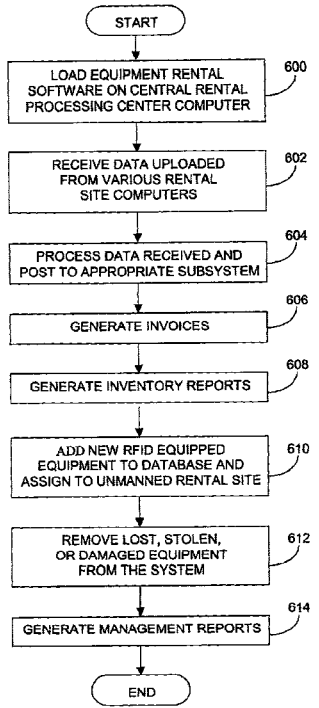 START
600
LOAD EQUIPMENT RENTAL
SOFTWARE ON CENTRAL RENTAL
PROCESSING CENTER COMPUTER
602
RECEIVE DATA UPLOADED
FROM VARIOUS RENTAL
SITE COMPUTERS
604
PROCESS DATA RECEIVED AND
POST TO APPROPRIATE SUBSYSTEM
606
GENERATE INVOICES
608
GENERATE INVENTORY REPORTS
610
ADD NEW RFID EQUIPPED
EQUIPMENT TO DATABASE AND
ASSIGN TO UNMANNED RENTAL SITE
612
REMOVE LOST, STOLEN,
OR DAMAGED EQUIPMENT
FROM THE SYSTEM
614
GENERATE MANAGEMENT REPORTS
END